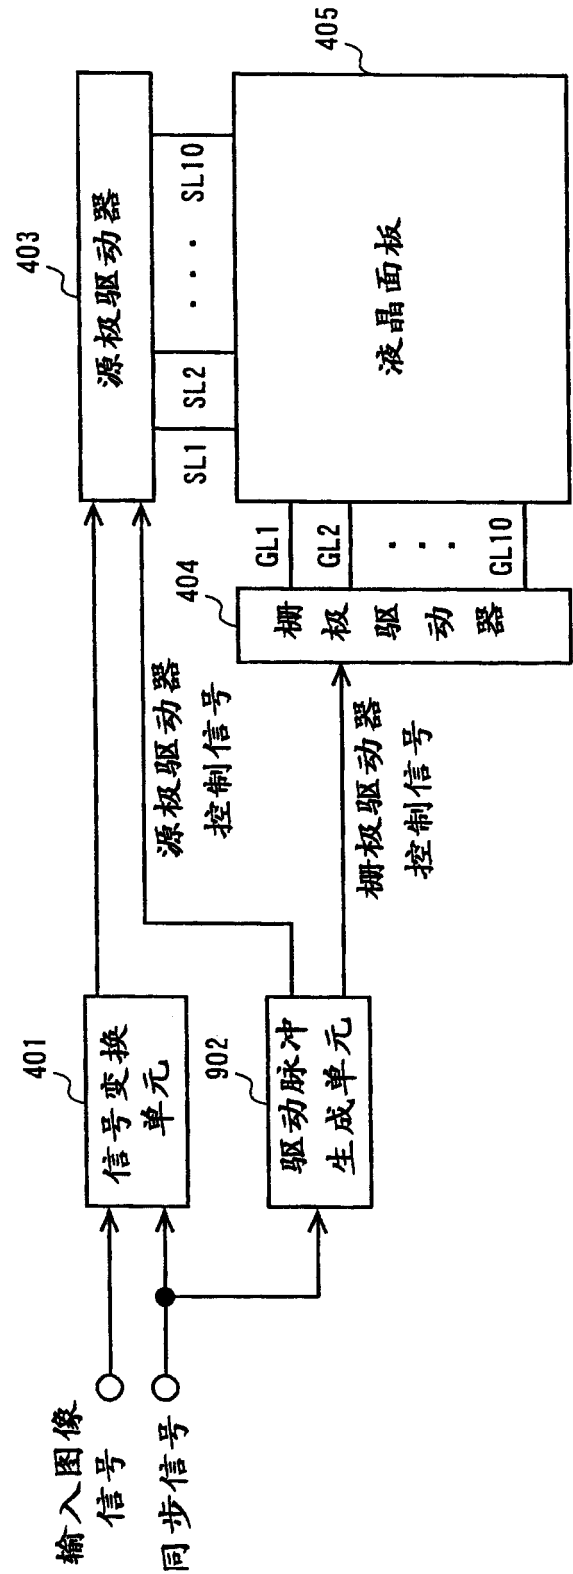 输入图像
信号
同步信号
401
信号变换
单元
902
驱动脉冲
生成单元
源极驱动器
控制信号
栅极驱动器
控制信号
403
源极驱动器
404
栅极驱动器
SL1
SL2
...
SL10
GL1
GL2
...
GL10
405
液晶面板